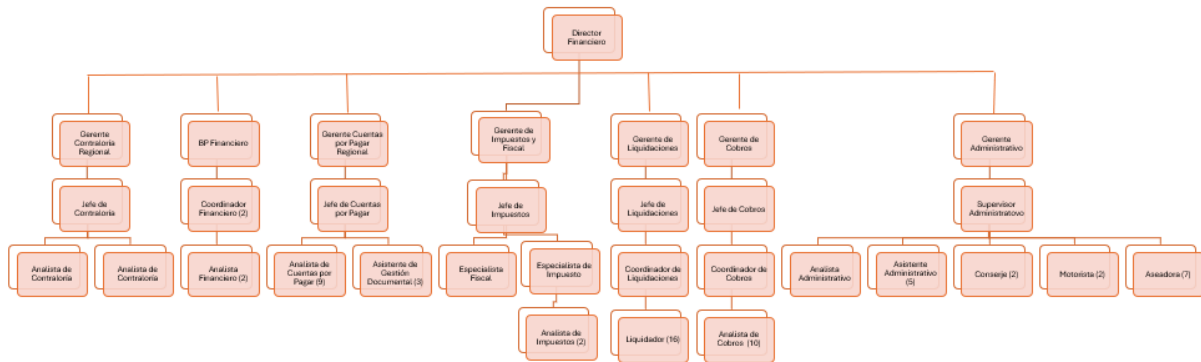 Director
Financiero
Gerente
Contraloría
Regional
BP Financiero
Gerente Cuentas
por Pagar
Regional
Gerente de
Impuestos y
Fiscal
Gerente de
Liquidaciones
Gerente de
Cobros
Gerente
Administrativo
Jefe de
Contraloría
Coordinador
Financiero (2)
Jefe de Cuentas
por Pagar
Jefe de
Impuestos
Jefe de
Liquidaciones
Jefe de Cobros
Supervisor
Administratovo
Analista de
Contraloría
Analista de
Contraloría
Analista
Financiero (2)
Analista de
Cuentas por
Pagar (9)
Asistente de
Gestión
Documental (3)
Especialista
Fiscal
Especialista de
Impuesto
Coordinador de
Liquidaciones
Coordinador de
Cobros
Analista
Administrativo
Asistente
Administrativo
(5)
Conserje (2)
Motorista (2)
Aseadora (7)
Analista de
Impuestos (2)
Liquidador (16)
Analista de
Cobros (10)